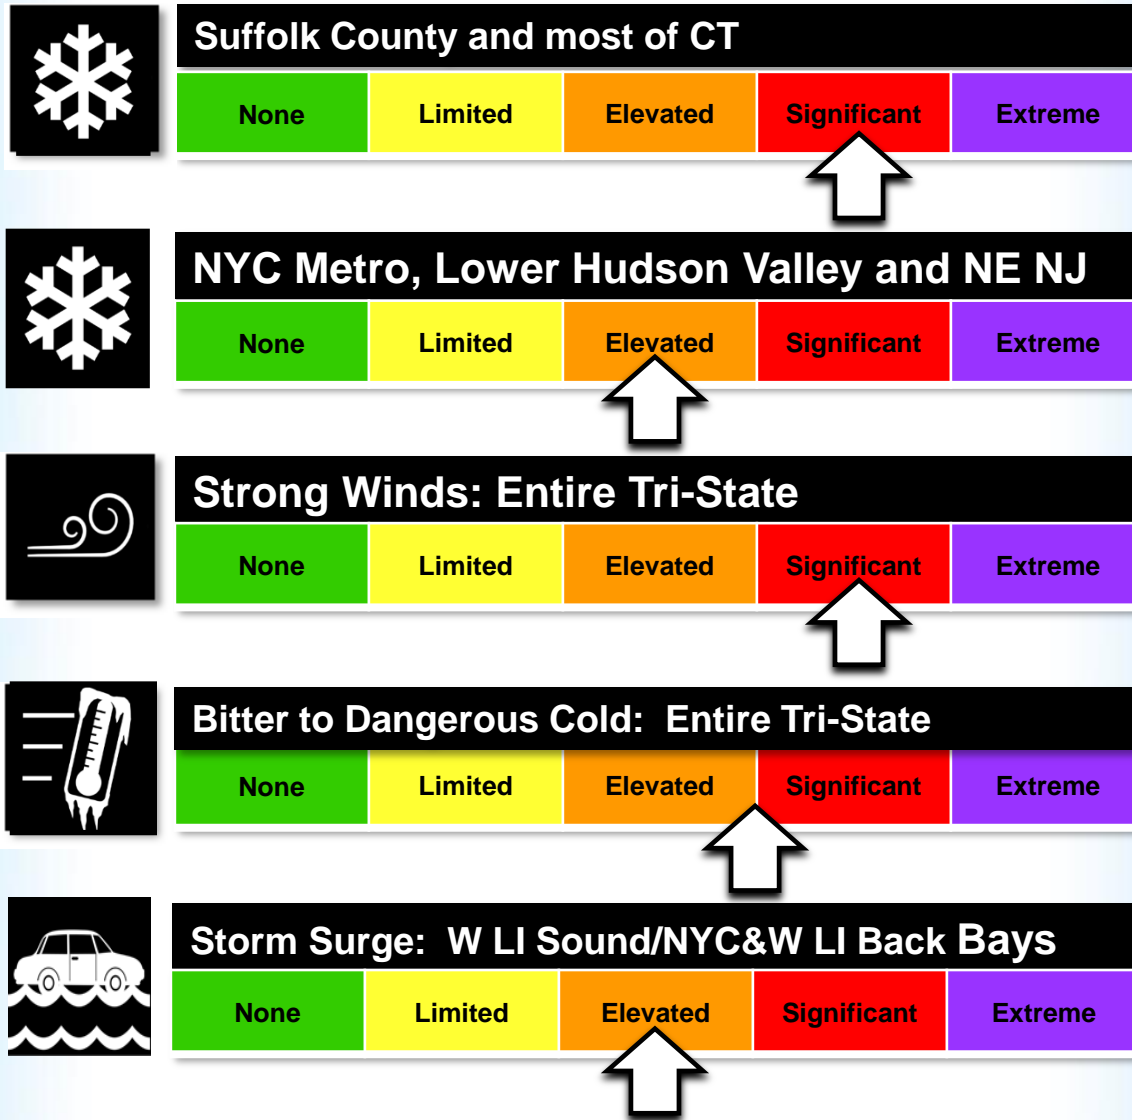 Suffolk County and most of CT
None Limited Elevated Significant Extreme
NYC Metro, Lower Hudson Valley and NE NJ
None Limited Elevated Significant Extreme
Strong Winds: Entire Tri-State
None Limited Elevated Significant Extreme
Bitter to Dangerous Cold: Entire Tri-State
None Limited Elevated Significant Extreme
Storm Surge: W LI Sound/NYC&W LI Back Bays
None Limited Elevated Significant Extreme